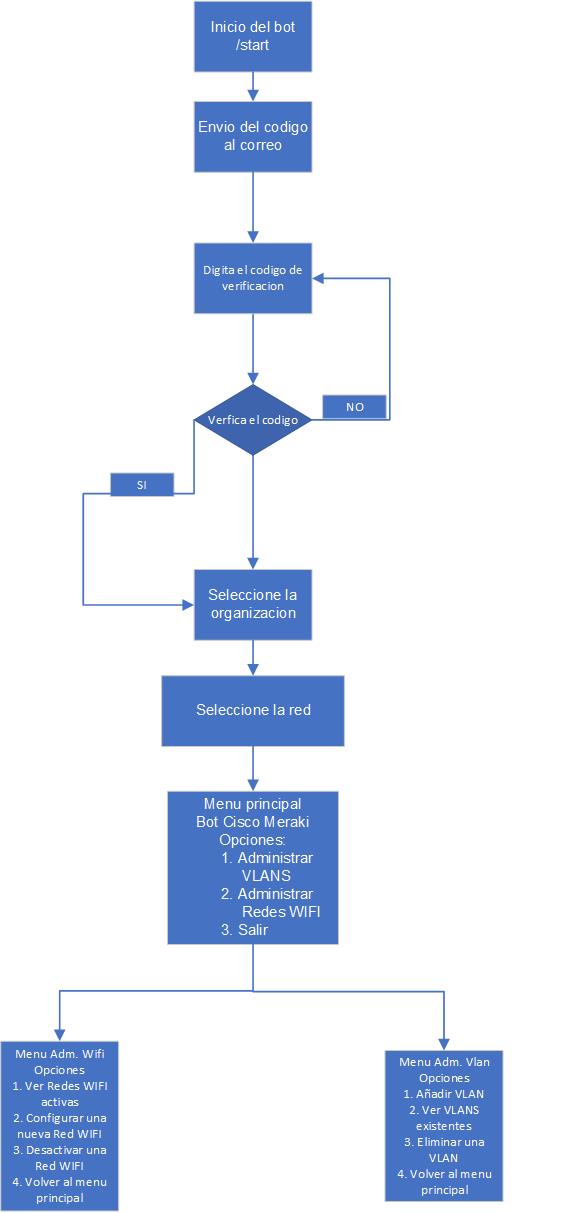 Inicio del bot
/start
Envio del codigo
al correo
Digita el codigo de
verificacion
Verfica el codigo
NO
SI
Seleccione la
organizacion
Seleccione la red
Menu principal
Bot Cisco Meraki
Opciones:
1. Administrar
VLANS
2. Administrar
Redes WIFI
3. Salir
Menu Adm. Wifi
Opciones
1. Ver Redes WIFI
activas
2. Configurar una
nueva Red WIFI
3. Desactivar una
Red WIFI
4. Volver al menu
principal
Menu Adm. Vlan
Opciones
1. Añadir VLAN
2. Ver VLANS
existentes
3. Eliminar una
VLAN
4. Volver al menu
principal